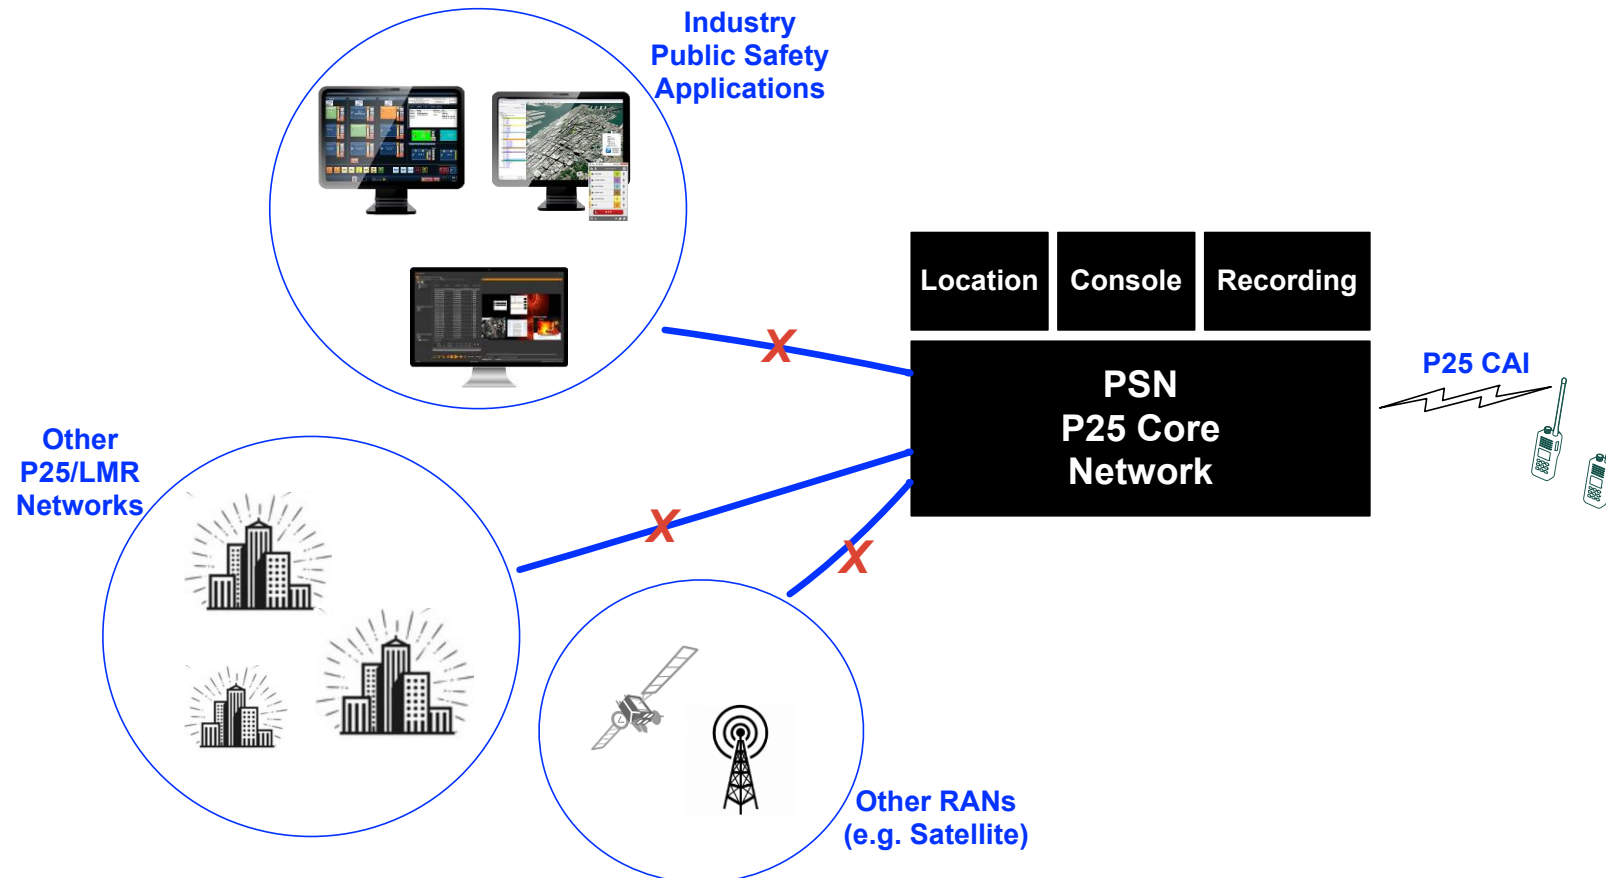 Industry
Public Safety
Applications
Location
Console
Recording
PSN
P25 Core
Network
P25 CAI
Other
P25/LMR
Networks
X
X
X
Other RANs
(e.g. Satellite)